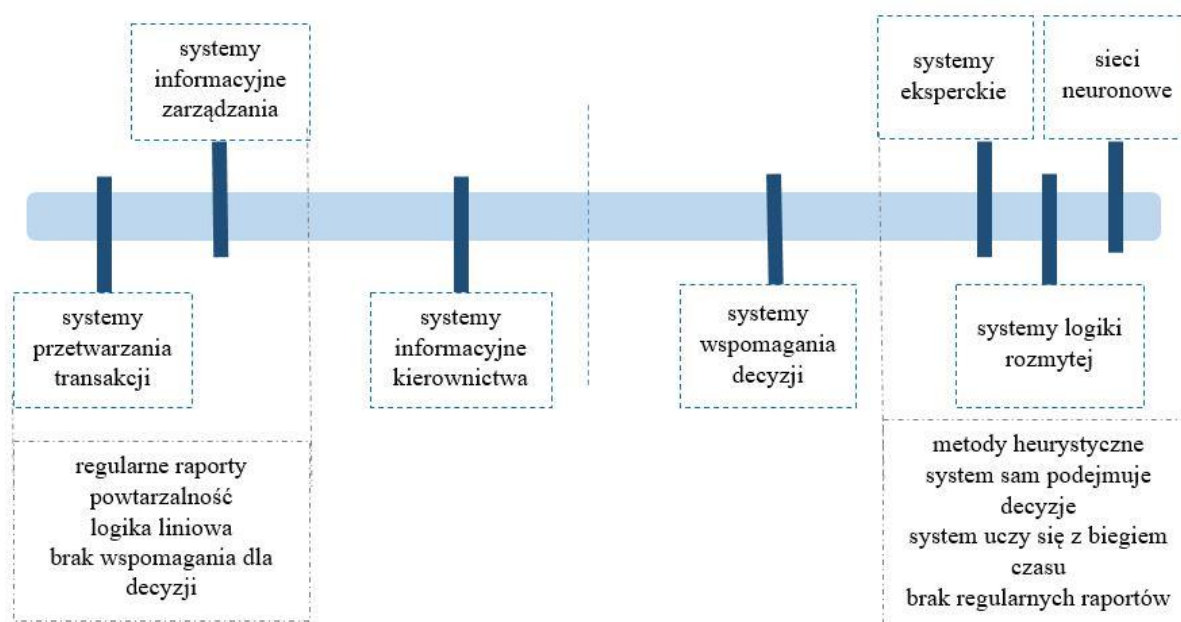 systemy
informacyjne
zarządzania
systemy
eksperckie
sieci
neuronowe
systemy
przetwarzania
transakcji
systemy
informacyjne
kierownictwa
systemy
wspomagania
decyzji
systemy logiki
rozmytej
regularne raporty
powtarzalność
logika liniowa
brak wspomagania dla
decyzji
metody heurystyczne
system sam podejmuje
decyzje
system uczy się z biegiem
czasu
brak regularnych raportów